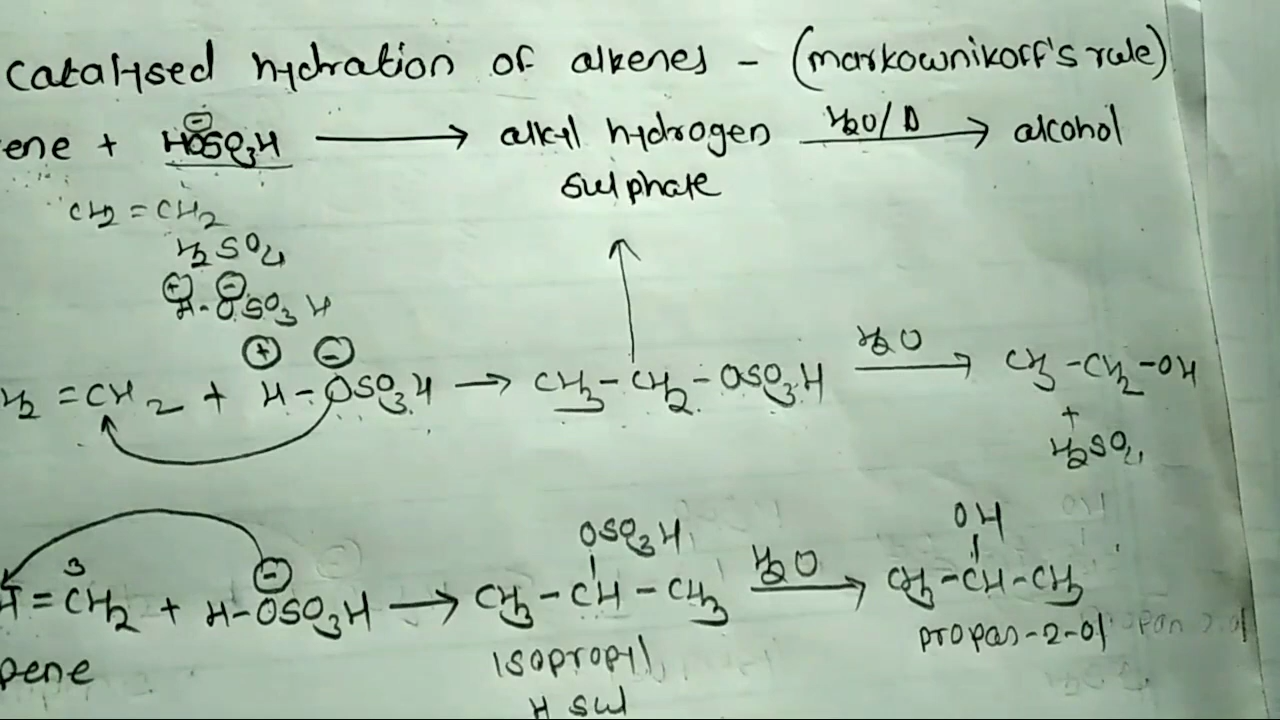 catalysed hydration of alkenes - (markownikoff's rule)
ene + HOSO3H ⟶ alkyl hydrogen sulphate —H2O/Δ→ alcohol
CH2 = CH2
H2SO4
H-OSO3H
H2 = CH2 + H-OSO3H → CH3-CH2-OSO3H —H2O→ CH3-CH2-OH
+
H2SO4
OSO3H
OH
H = CH2 + H-OSO3H → CH3-CH-CH3 —H2O→ CH3-CH-CH3
3
pene
isopropyl
H sul
propan-2-ol